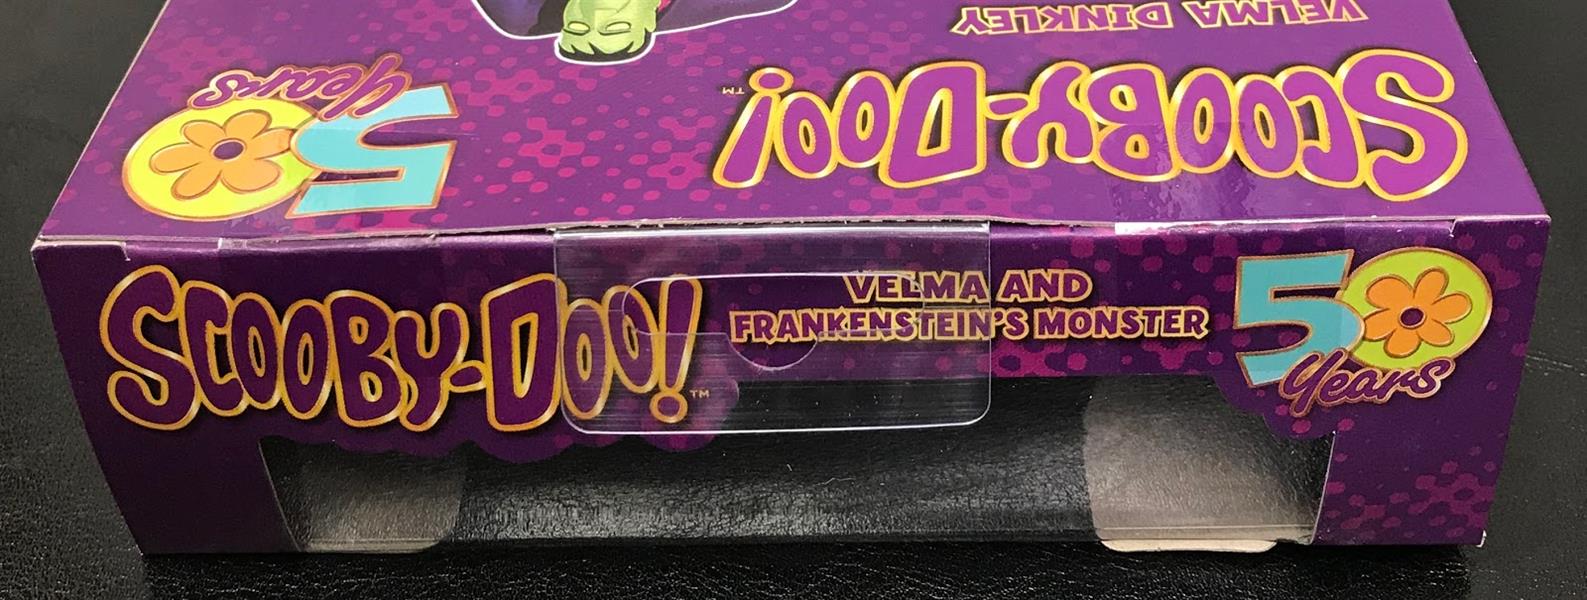 VELMA DINKLEY
SCOOBY-DOO!™
50
Years
SCOOBY-DOO!™
VELMA AND
FRANKENSTEIN'S MONSTER
50
Years